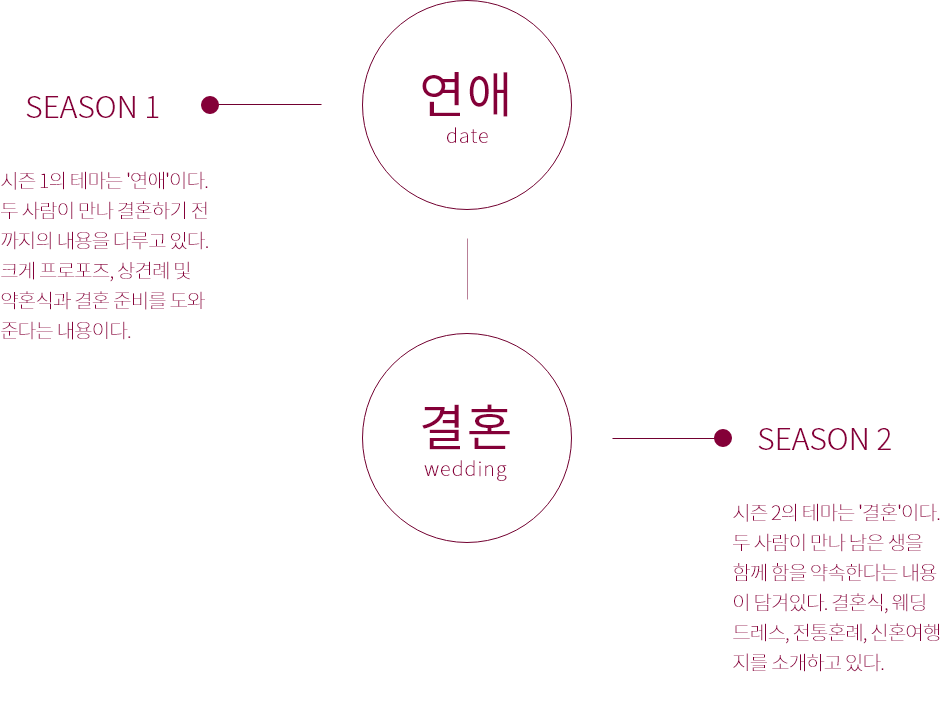 연애
date
SEASON 1
시즌 1의 테마는 '연애'이다.
두 사람이 만나 결혼하기 전
까지의 내용을 다루고 있다.
크게 프로포즈, 상견례 및
약혼식과 결혼 준비를 도와
준다는 내용이다.
결혼
wedding
SEASON 2
시즌 2의 테마는 '결혼'이다.
두 사람이 만나 남은 생을
함께 함을 약속한다는 내용
이 담겨있다. 결혼식, 웨딩
드레스, 전통혼례, 신혼여행
지를 소개하고 있다.